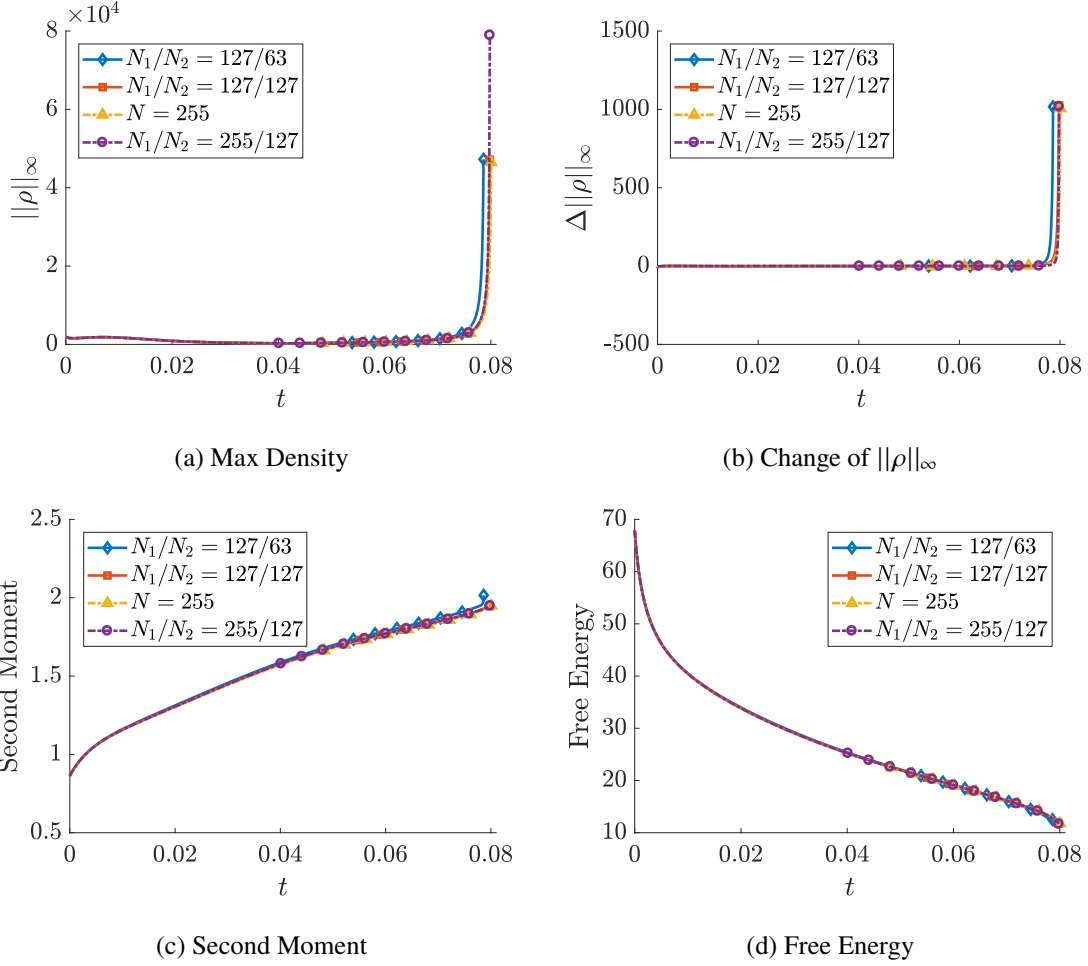 ×10⁴
8
6
4
2
0
||ρ||∞
0 0.02 0.04 0.06 0.08
t
N₁/N₂ = 127/63
N₁/N₂ = 127/127
N = 255
N₁/N₂ = 255/127
(a) Max Density
1500
1000
500
0
-500
Δ||ρ||∞
0 0.02 0.04 0.06 0.08
t
N₁/N₂ = 127/63
N₁/N₂ = 127/127
N = 255
N₁/N₂ = 255/127
(b) Change of ||ρ||∞
2.5
2
1.5
1
0.5
Second Moment
0 0.02 0.04 0.06 0.08
t
N₁/N₂ = 127/63
N₁/N₂ = 127/127
N = 255
N₁/N₂ = 255/127
(c) Second Moment
70
60
50
40
30
20
10
Free Energy
0 0.02 0.04 0.06 0.08
t
N₁/N₂ = 127/63
N₁/N₂ = 127/127
N = 255
N₁/N₂ = 255/127
(d) Free Energy